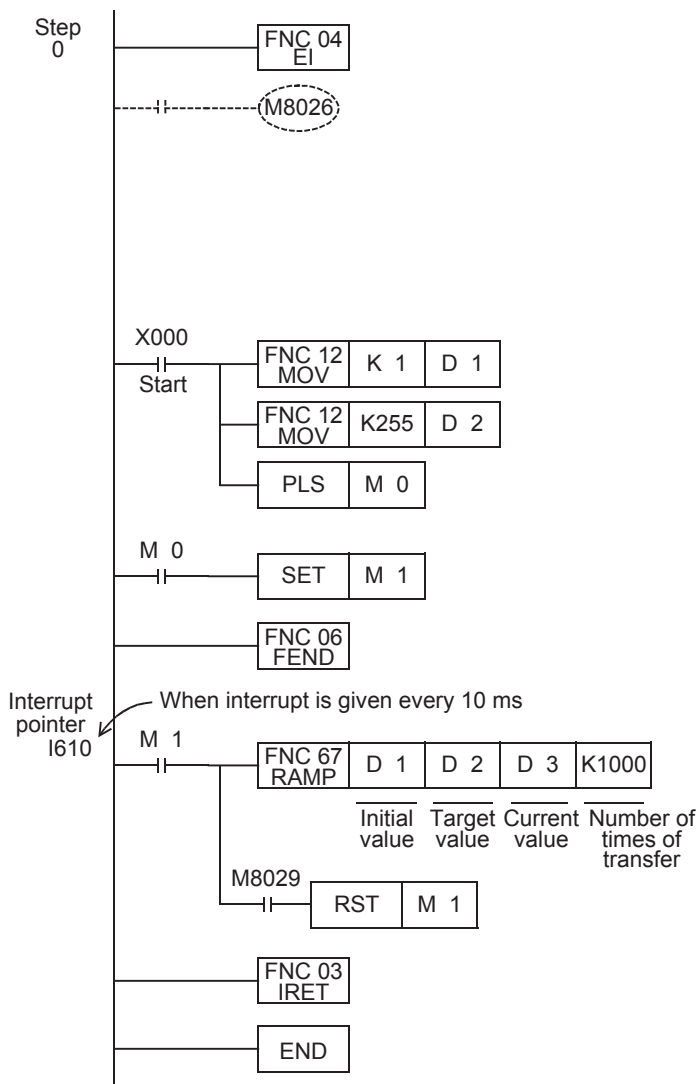 Step
0
FNC 04
EI
M8026
X000
Start
FNC 12
MOV
K 1
D 1
FNC 12
MOV
K255
D 2
PLS
M 0
M 0
SET
M 1
FNC 06
FEND
Interrupt
pointer
I610
When interrupt is given every 10 ms
M 1
FNC 67
RAMP
D 1
D 2
D 3
K1000
Initial
value
Target
value
Current
value
Number of
times of
transfer
M8029
RST
M 1
FNC 03
IRET
END